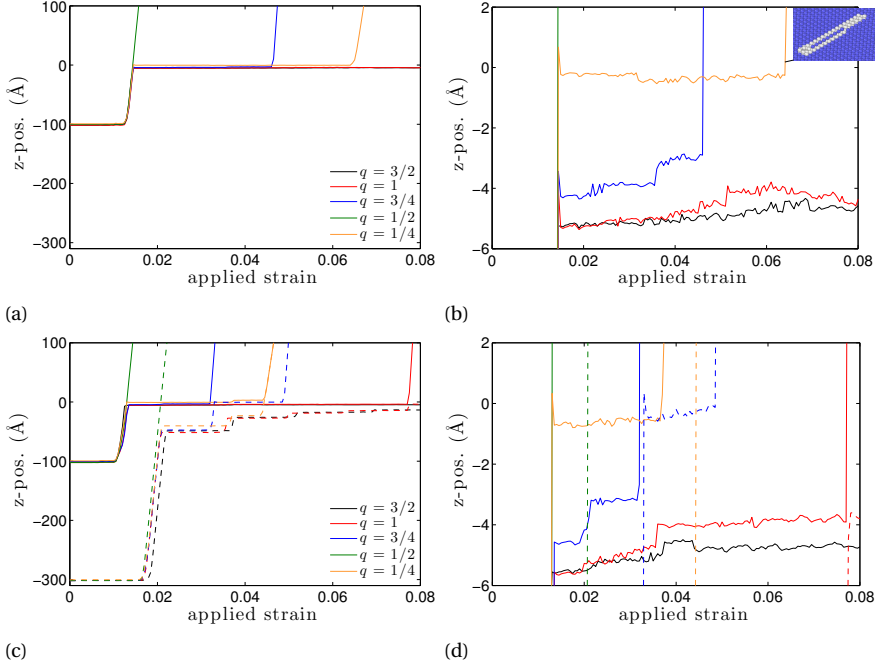 100
0
−100
−200
−300
z-pos. (Å)
0
0.02
0.04
0.06
0.08
applied strain
q = 3/2
q = 1
q = 3/4
q = 1/2
q = 1/4
(a)
2
0
−2
−4
−6
z-pos. (Å)
0.02
0.04
0.06
0.08
applied strain
(b)
100
0
−100
−200
−300
z-pos. (Å)
0
0.02
0.04
0.06
0.08
applied strain
q = 3/2
q = 1
q = 3/4
q = 1/2
q = 1/4
(c)
2
0
−2
−4
−6
z-pos. (Å)
0.02
0.04
0.06
0.08
applied strain
(d)